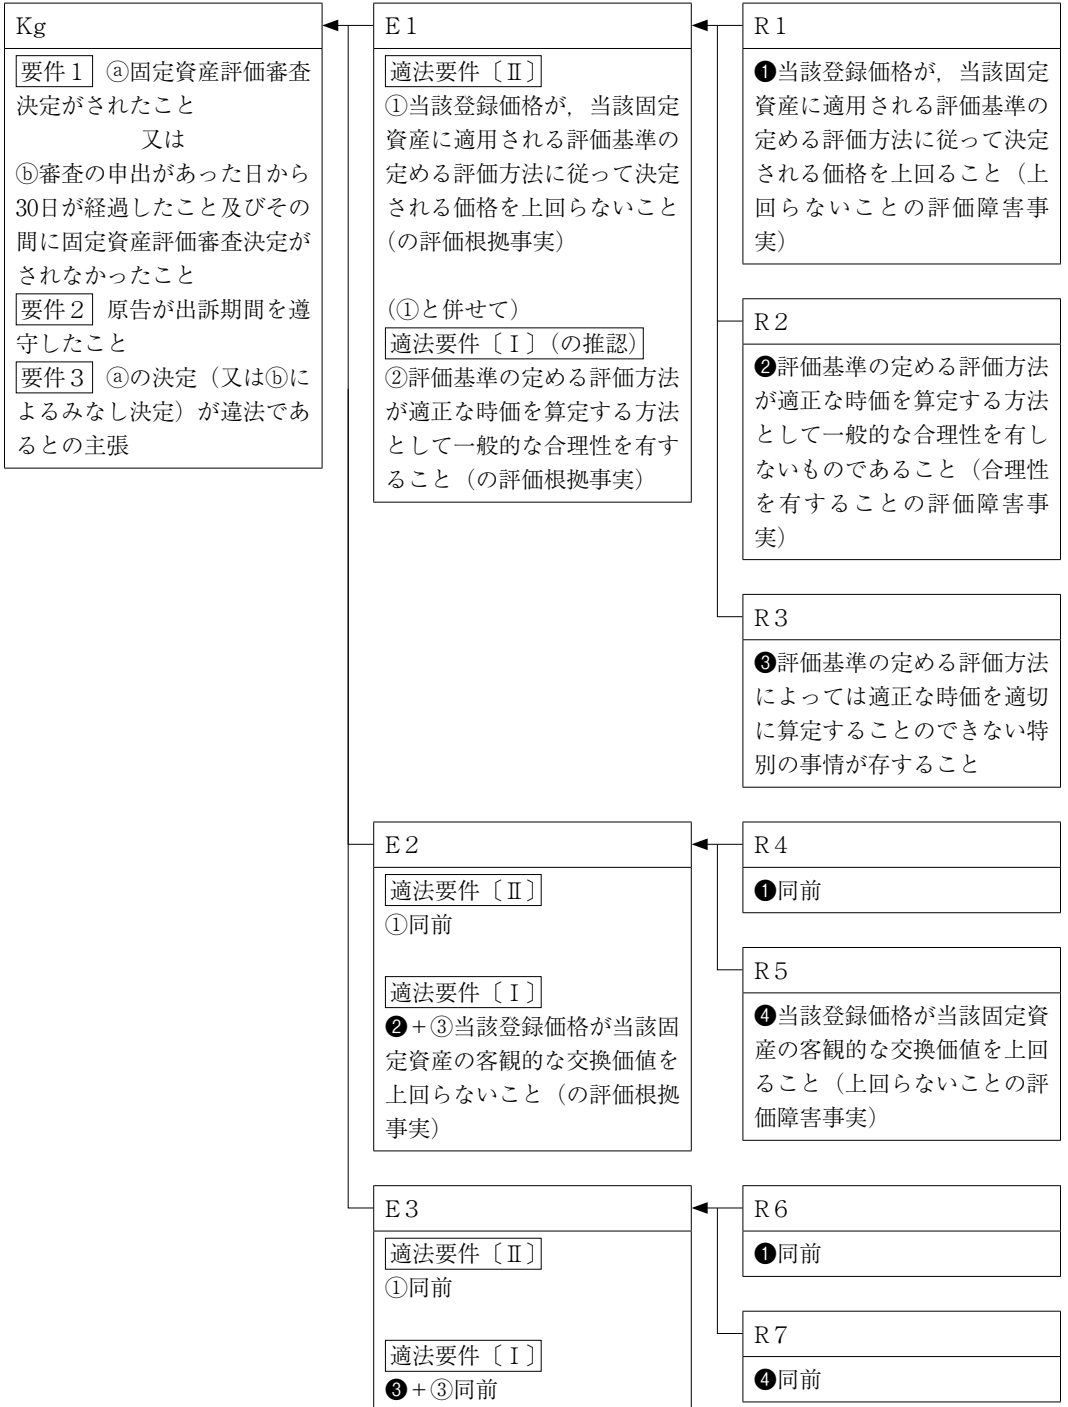 Kg
要件1 ⓐ固定資産評価審査
決定がされたこと
又は
ⓑ審査の申出があった日から
30日が経過したこと及びその
間に固定資産評価審査決定が
されなかったこと
要件2 原告が出訴期間を遵
守したこと
要件3 ⓐの決定（又はⓑに
よるみなし決定）が違法であ
るとの主張
E1
適法要件〔Ⅱ〕
①当該登録価格が，当該固定
資産に適用される評価基準の
定める評価方法に従って決定
される価格を上回らないこと
（の評価根拠事実）
（①と併せて）
適法要件〔Ⅰ〕（の推認）
②評価基準の定める評価方法
が適正な時価を算定する方法
として一般的な合理性を有す
ること（の評価根拠事実）
R1
❶当該登録価格が，当該固定
資産に適用される評価基準の
定める評価方法に従って決定
される価格を上回ること（上
回らないことの評価障害事
実）
R2
❷評価基準の定める評価方法
が適正な時価を算定する方法
として一般的な合理性を有し
ないものであること（合理性
を有することの評価障害事
実）
R3
❸評価基準の定める評価方法
によっては適正な時価を適切
に算定することのできない特
別の事情が存すること
E2
適法要件〔Ⅱ〕
①同前
適法要件〔Ⅰ〕
❷+③当該登録価格が当該固
定資産の客観的な交換価値を
上回らないこと（の評価根拠
事実）
R4
❶同前
R5
❹当該登録価格が当該固定資
産の客観的な交換価値を上回
ること（上回らないことの評
価障害事実）
E3
適法要件〔Ⅱ〕
①同前
適法要件〔Ⅰ〕
❸+③同前
R6
❶同前
R7
❹同前